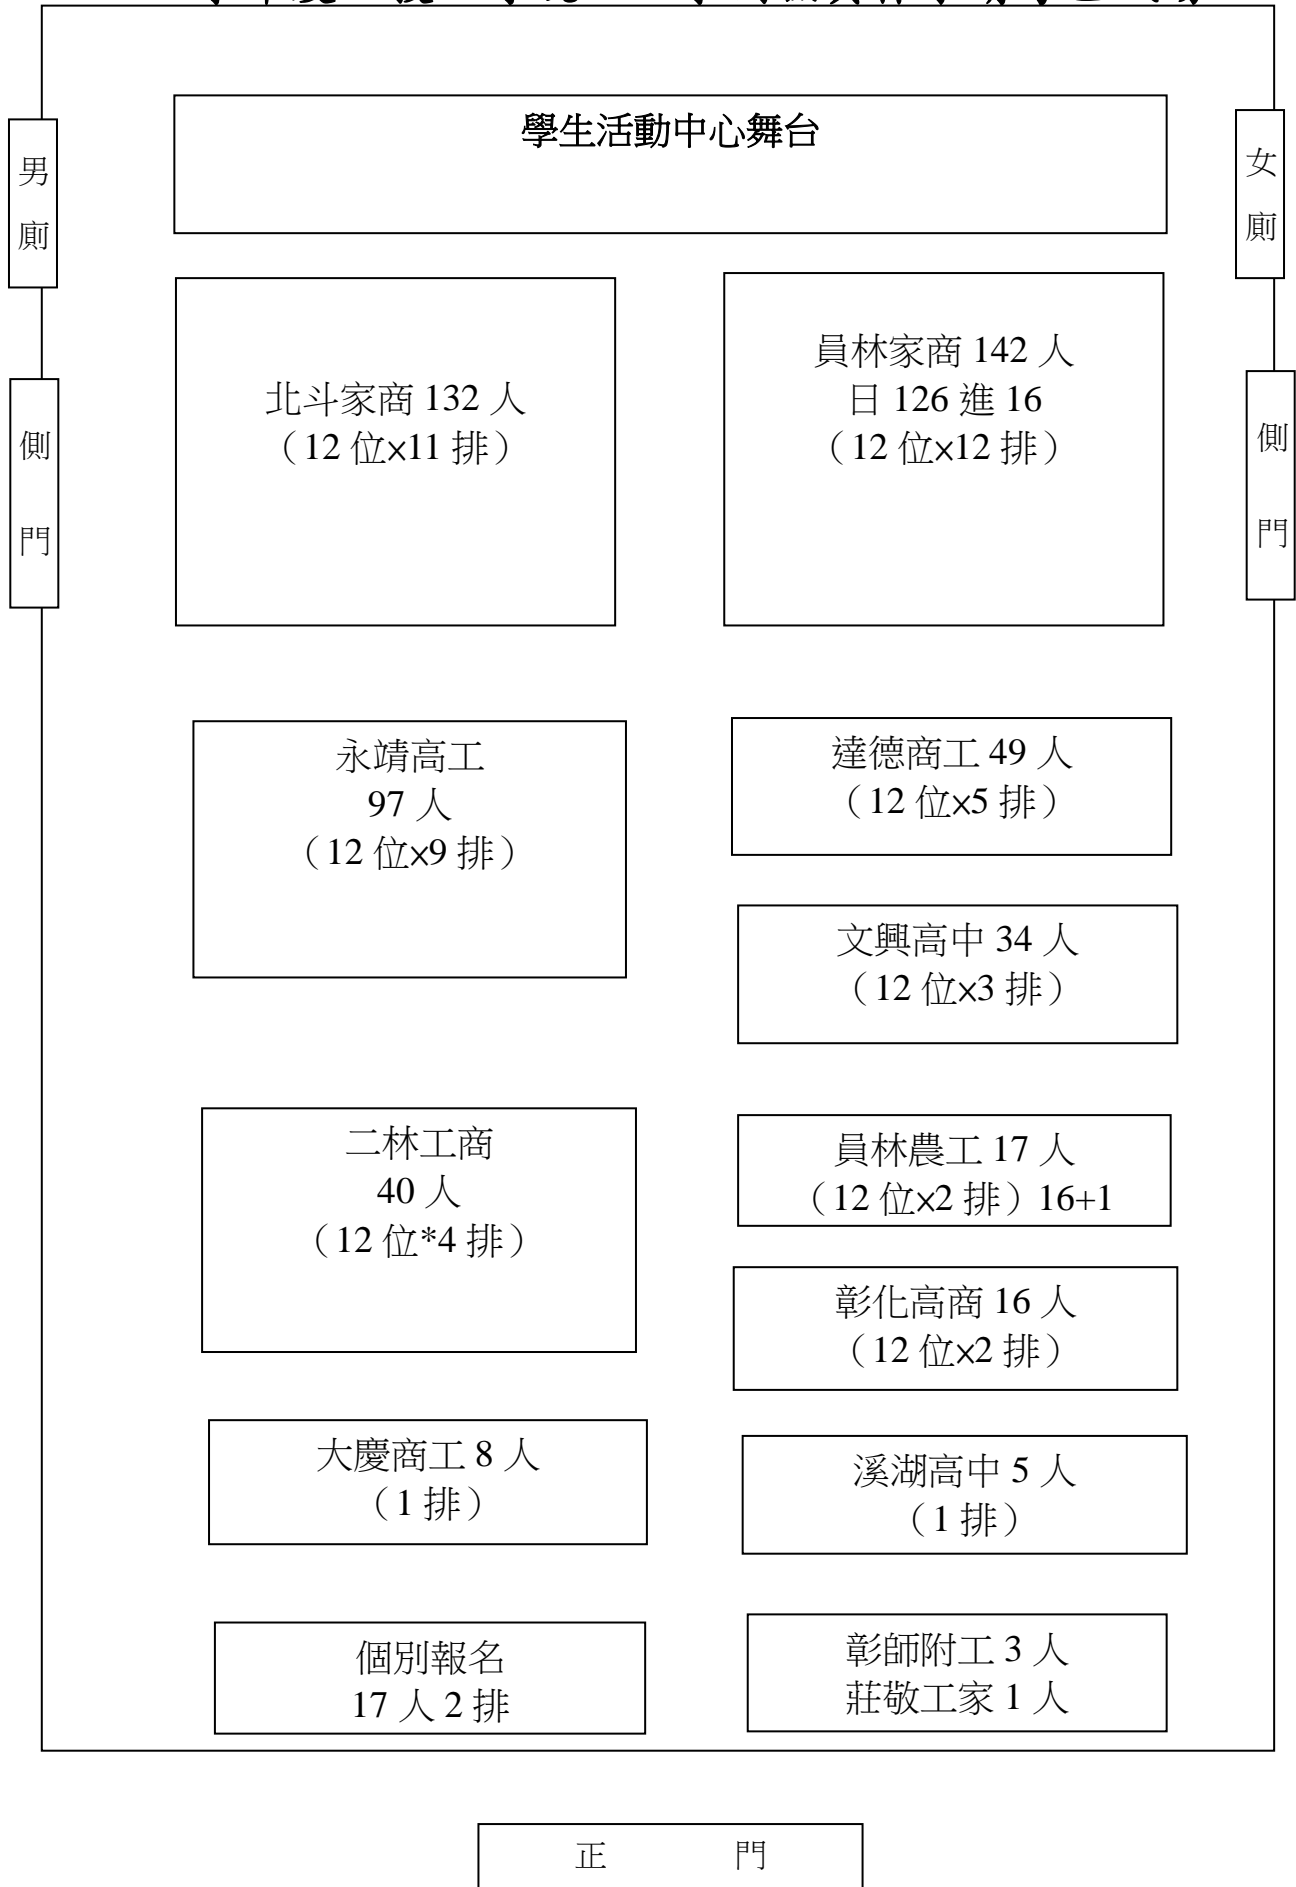 學生活動中心舞台
男
廁
女
廁
北斗家商 132 人
（12 位×11 排）
員林家商 142 人
日 126 進 16
（12 位×12 排）
側
門
側
門
永靖高工
97 人
（12 位×9 排）
達德商工 49 人
（12 位×5 排）
文興高中 34 人
（12 位×3 排）
二林工商
40 人
（12 位*4 排）
員林農工 17 人
（12 位×2 排）16+1
彰化高商 16 人
（12 位×2 排）
大慶商工 8 人
（1 排）
溪湖高中 5 人
（1 排）
個別報名
17 人 2 排
彰師附工 3 人
莊敬工家 1 人
正 門